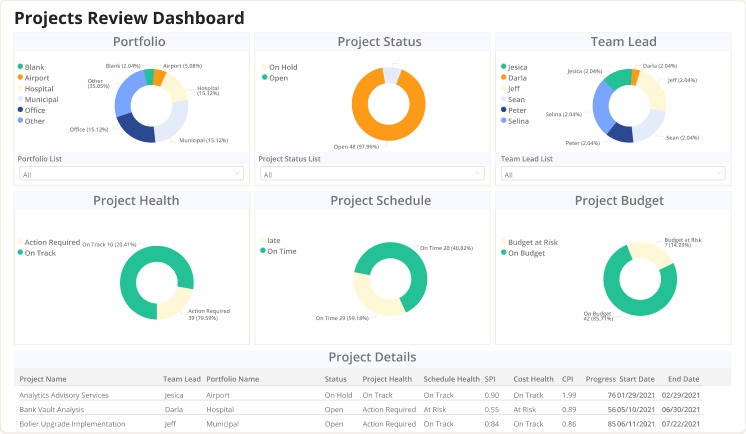 Projects Review Dashboard
Portfolio
Blank
Airport
Hospital
Municipal
Office
Other
Blank (2.04%)
Airport (5.08%)
Other
(35.05%)
Hospital
(15.12%)
Office (15.12%)
Municipal (15.12%)
Portfolio List
All
Project Status
On Hold
Open
Open 48 (97.96%)
Project Status List
All
Team Lead
Jesica
Darla
Jeff
Sean
Peter
Selina
Darla (2.04%)
Jesica (2.04%)
Jeff (2.04%)
Selina (2.04%)
Sean (2.04%)
Peter (2.04%)
Team Lead List
All
Project Health
Action Required
On Track
On Track 10 (20.41%)
Action Required
39 (79.59%)
Project Schedule
late
On Time
On Time 20 (40.82%)
On Time 29 (59.18%)
Project Budget
Budget at Risk
On Budget
Budget at Risk
7 (14.29%)
On Budget
42 (85.71%)
Project Details
Project Name Team Lead Portfolio Name Status Project Health Schedule Health SPI Cost Health CPI Progress Start Date End Date
Analytics Advisory Services Jesica Airport On Hold On Track On Track 0.90 On Track 1.99 76 01/29/2021 02/29/2021
Bank Vault Analysis Darla Hospital Open Action Required At Risk 0.55 At Risk 0.89 56 05/10/2021 06/30/2021
Bolier Upgrade Implementation Jeff Municipal Open Action Required On Track 0.84 On Track 0.86 85 06/11/2021 07/22/2021